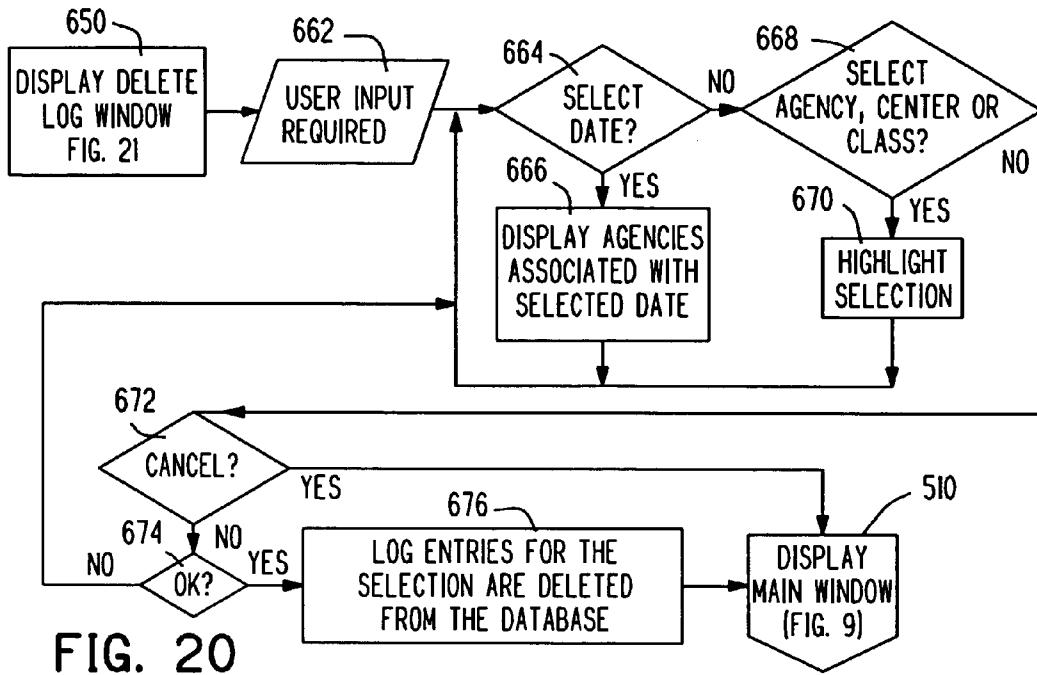 650
DISPLAY DELETE
LOG WINDOW
FIG. 21
662
USER INPUT
REQUIRED
664
SELECT
DATE?
NO
YES
668
SELECT
AGENCY, CENTER OR
CLASS?
NO
YES
666
DISPLAY AGENCIES
ASSOCIATED WITH
SELECTED DATE
670
HIGHLIGHT
SELECTION
672
CANCEL?
YES
NO
674
OK?
NO
YES
676
LOG ENTRIES FOR THE
SELECTION ARE DELETED
FROM THE DATABASE
510
DISPLAY
MAIN WINDOW
(FIG. 9)
FIG. 20